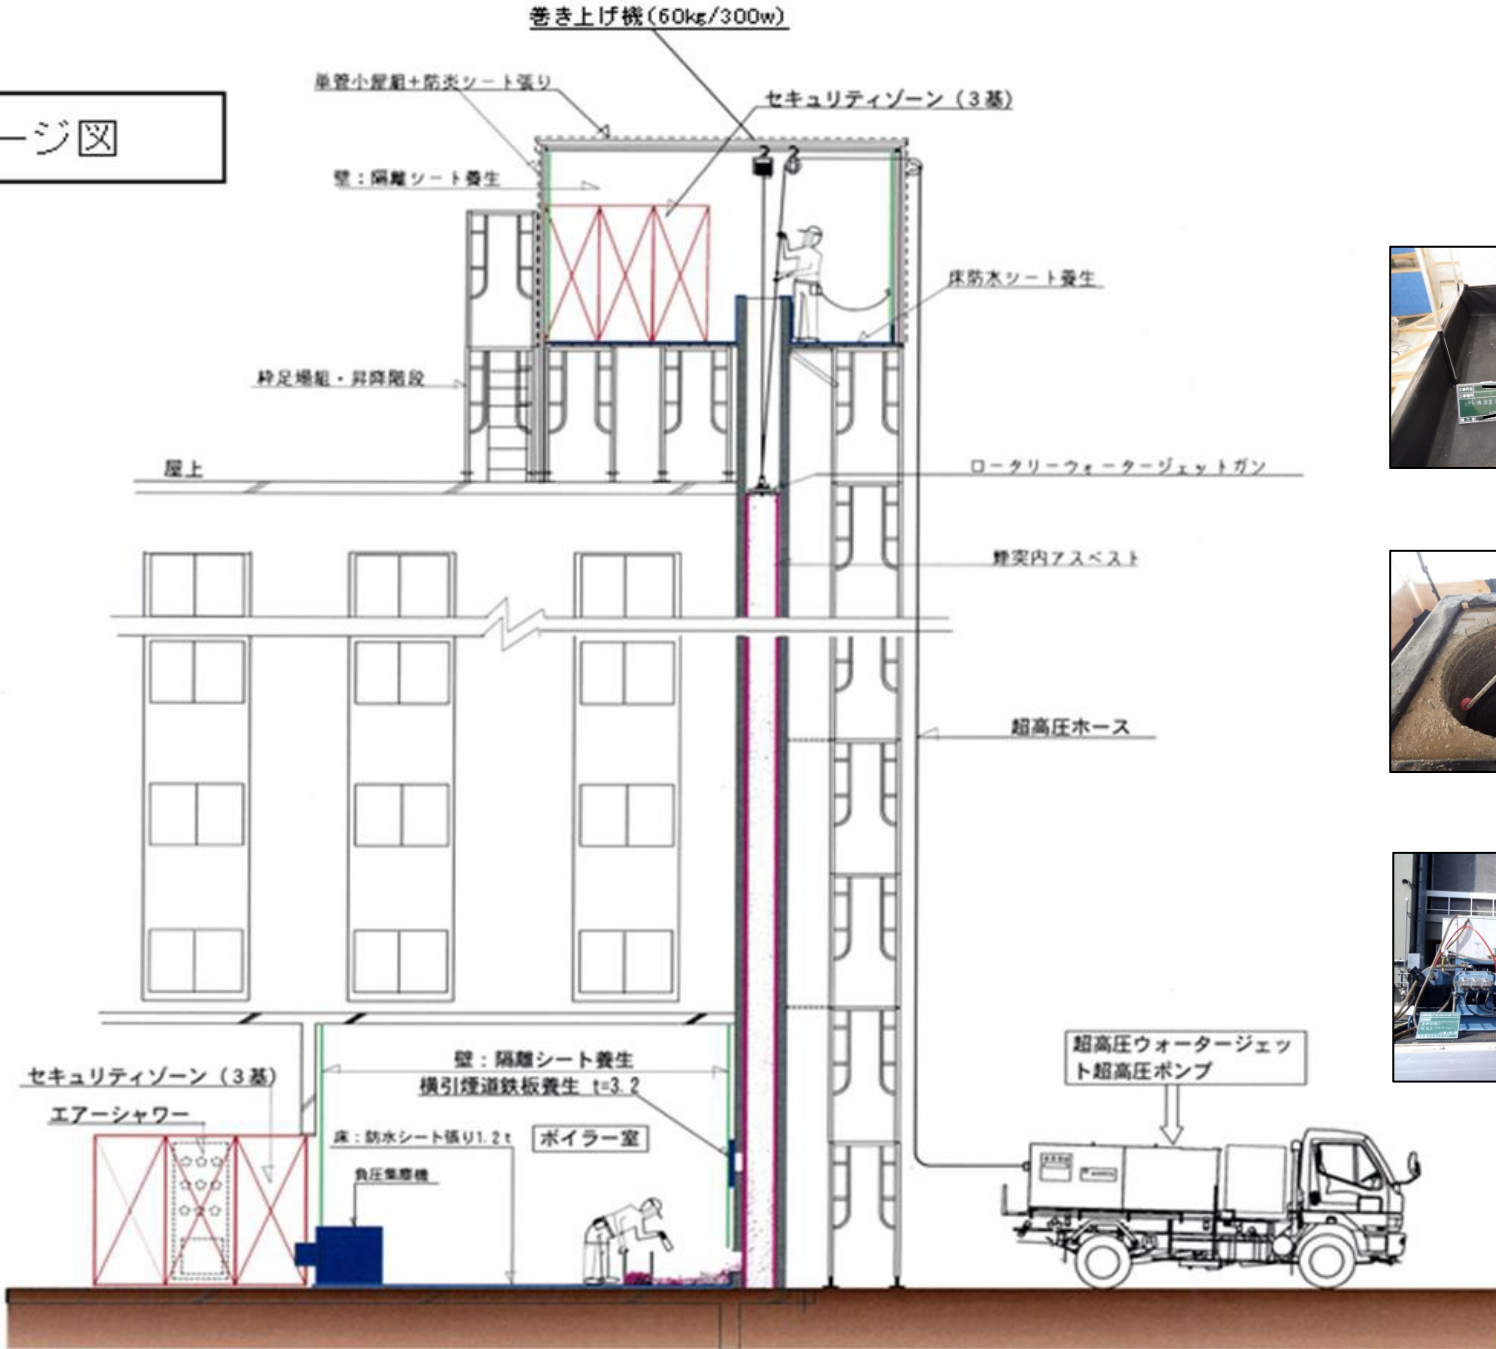 巻き上げ機(60kg/300w)
単管小屋組+防炎シート張り
セキュリティゾーン（3基）
ージ図
壁：隔離シート養生
床防水シート養生
枠足場組・昇降階段
屋上
ロータリーウォータージェットガン
煙突内アスベスト
超高圧ホース
超高圧ウォータージェッ
ト超高圧ポンプ
壁：隔離シート養生
セキュリティゾーン（3基）
横引煙道鉄板養生 t=3.2
エアーシャワー
床：防水シート張り1.2t
ボイラー室
負圧集塵機